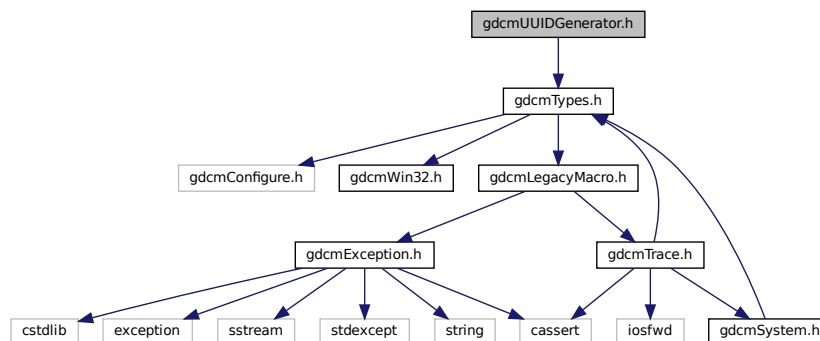 gdcmUUIDGenerator.h
gdcmTypes.h
gdcmConfigure.h
gdcmWin32.h
gdcmLegacyMacro.h
gdcmException.h
gdcmTrace.h
cstdlib
exception
sstream
stdexcept
string
cassert
iosfwd
gdcmSystem.h